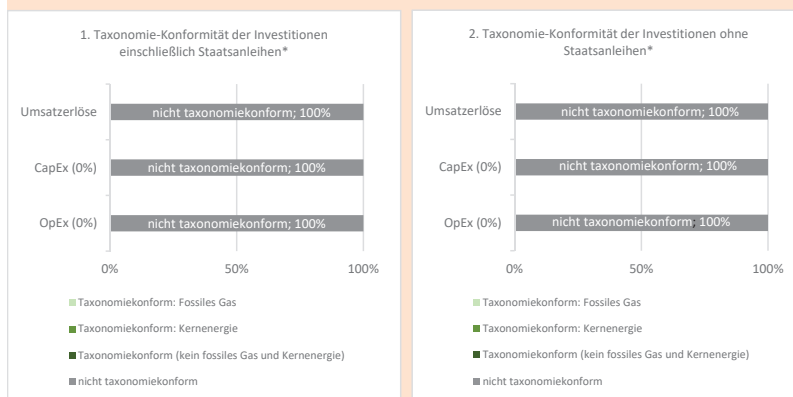 1. Taxonomie-Konformität der Investitionen
einschließlich Staatsanleihen*
Umsatzerlöse
nicht taxonomiekonform; 100%
CapEx (0%)
nicht taxonomiekonform; 100%
OpEx (0%)
nicht taxonomiekonform; 100%
0%
50%
100%
Taxonomiekonform: Fossiles Gas
Taxonomiekonform: Kernenergie
Taxonomiekonform (kein fossiles Gas und Kernenergie)
nicht taxonomiekonform
2. Taxonomie-Konformität der Investitionen ohne
Staatsanleihen*
Umsatzerlöse
nicht taxonomiekonform; 100%
CapEx (0%)
nicht taxonomiekonform; 100%
OpEx (0%)
nicht taxonomiekonform; 100%
0%
50%
100%
Taxonomiekonform: Fossiles Gas
Taxonomiekonform: Kernenergie
Taxonomiekonform (kein fossiles Gas und Kernenergie)
nicht taxonomiekonform